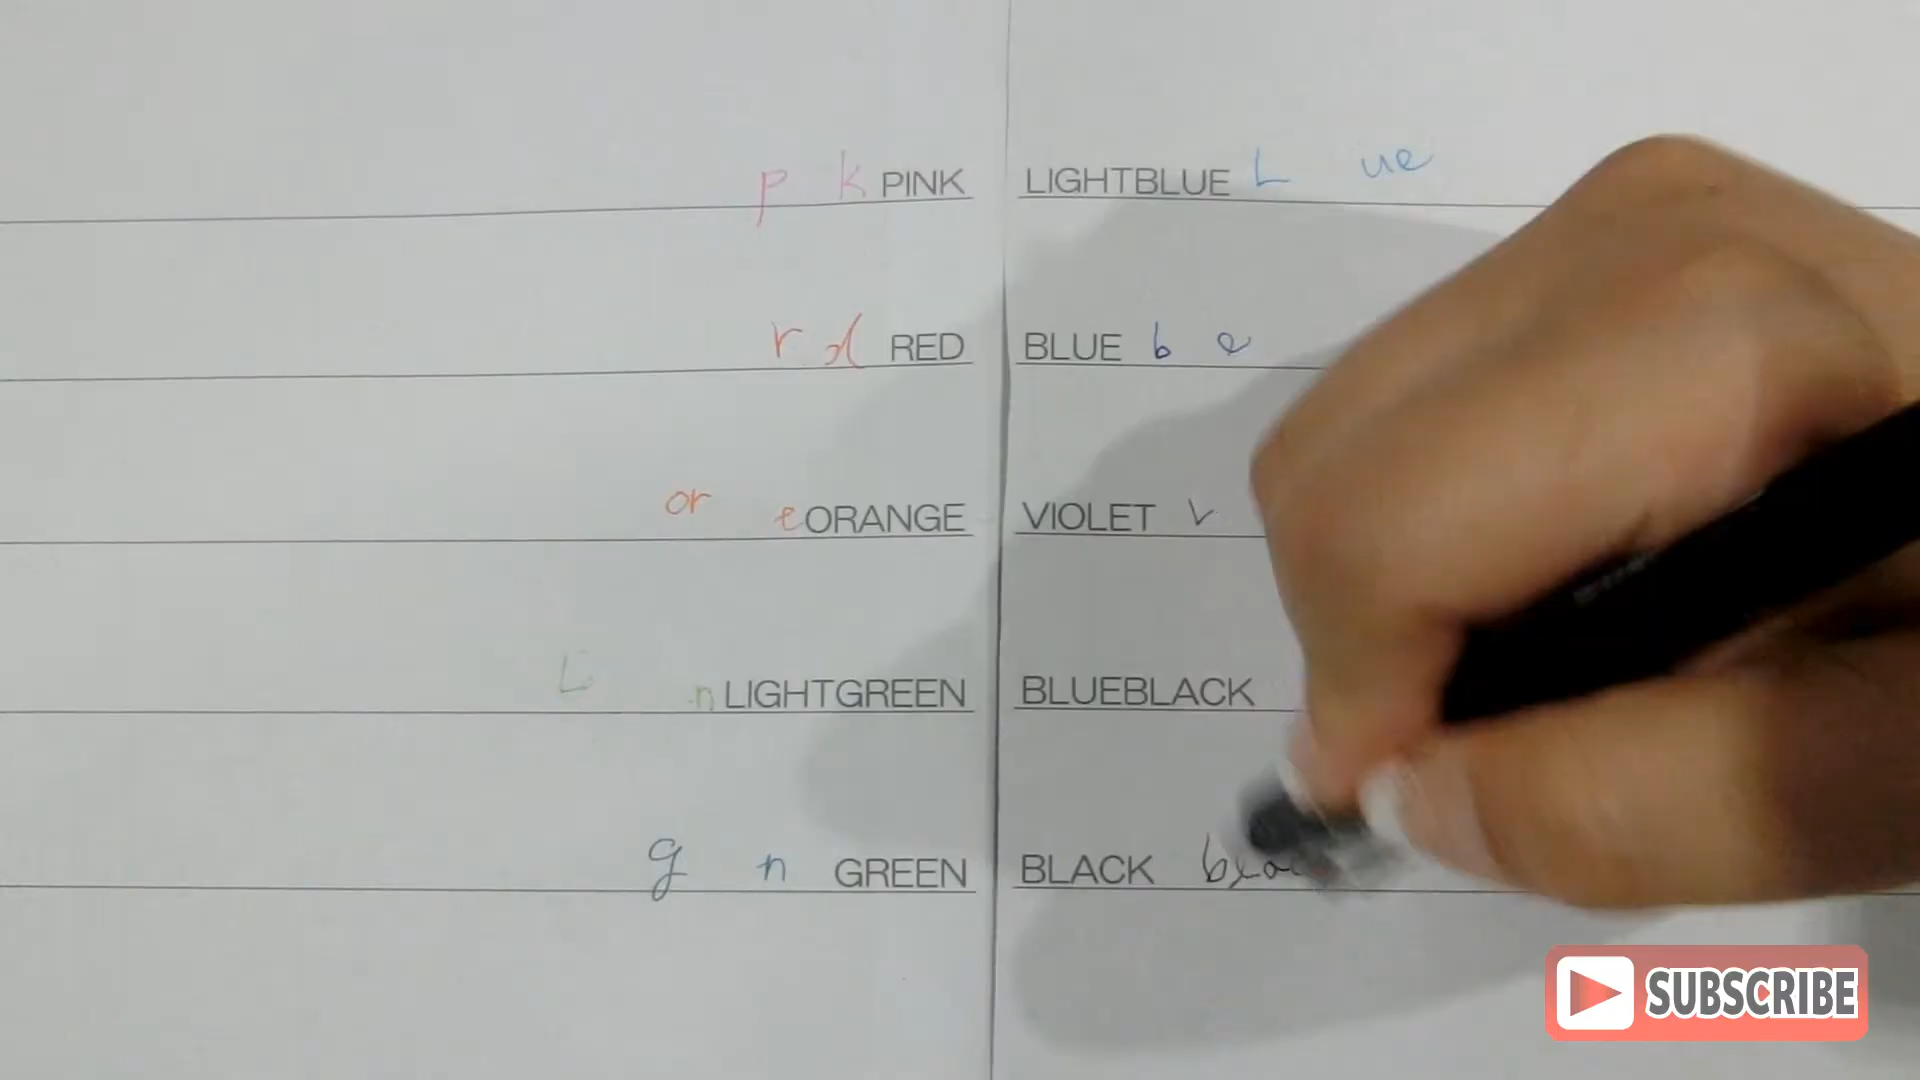 p k PINK
r d RED
or e ORANGE
L n LIGHTGREEN
g n GREEN
LIGHTBLUE L ue
BLUE b e
VIOLET v
BLUEBLACK
BLACK
SUBSCRIBE